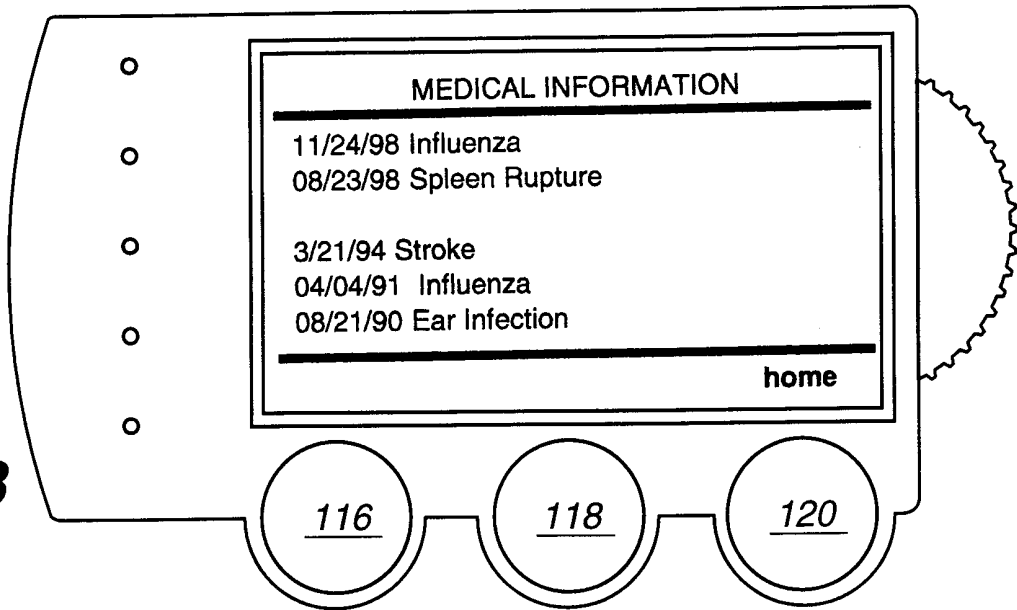 MEDICAL INFORMATION
11/24/98 Influenza
08/23/98 Spleen Rupture
3/21/94 Stroke
04/04/91 Influenza
08/21/90 Ear Infection
home
116 118 120